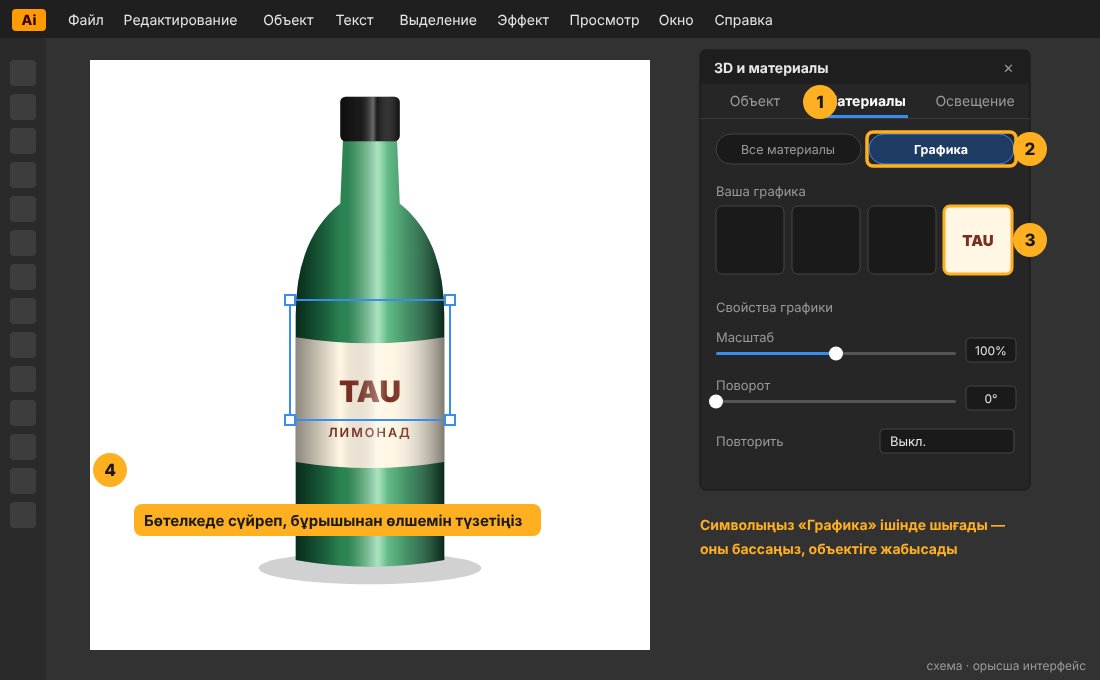 Ai Файл Редактирование Объект Текст Выделение Эффект Просмотр Окно Справка
3D и материалы ×
Объект 1 атериалы Освещение
Все материалы Графика 2
Ваша графика
TAU 3
Свойства графики
Масштаб
100%
Поворот
0°
Повторить Выкл.
TAU
ЛИМОНАД
4
Бөтелкеде сүйреп, бұрышынан өлшемін түзетіңіз
Символыңыз «Графика» ішінде шығады —
оны бассаңыз, объектіге жабысады
схема · орысша интерфейс